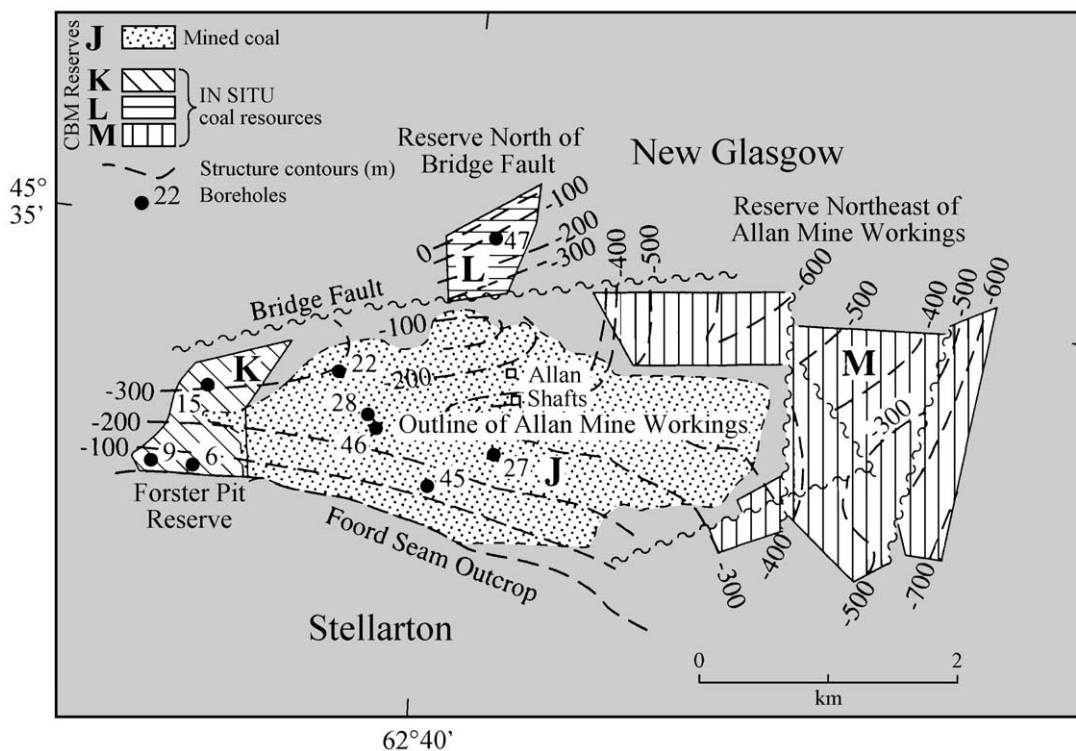 CBM Reserves
J Mined coal
K
L
M
IN SITU
coal resources
Structure contours (m)
22 Boreholes
45°
35'
Reserve North of
Bridge Fault
New Glasgow
Reserve Northeast of
Allan Mine Workings
0
-100
-200
-300
47
L
-400
-500
-600
-500
-400
-500
-600
Bridge Fault
-100
K
22
-200
Allan
Shafts
M
-300
15
-200
28
Outline of Allan Mine Workings
-300
-100
9
6
46
27
J
45
Forster Pit
Reserve
Foord Seam Outcrop
-300
-400
-500
-700
Stellarton
0
2
km
62°40'